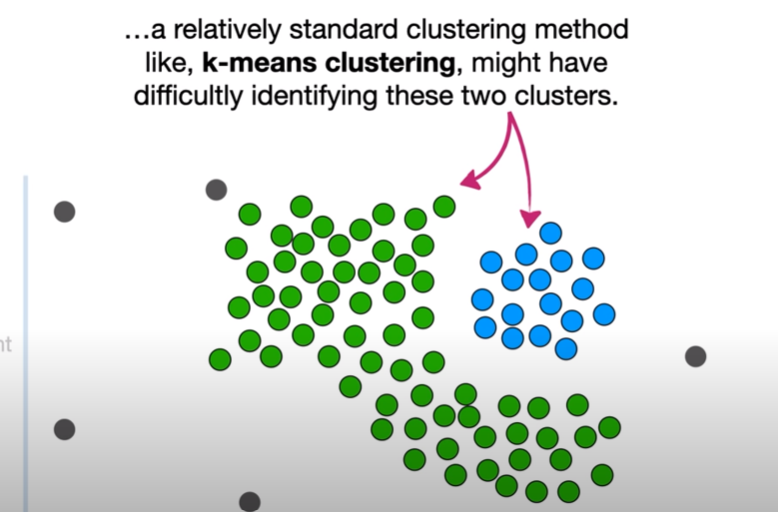 ...a relatively standard clustering method
like, k-means clustering, might have
difficultly identifying these two clusters.
nt